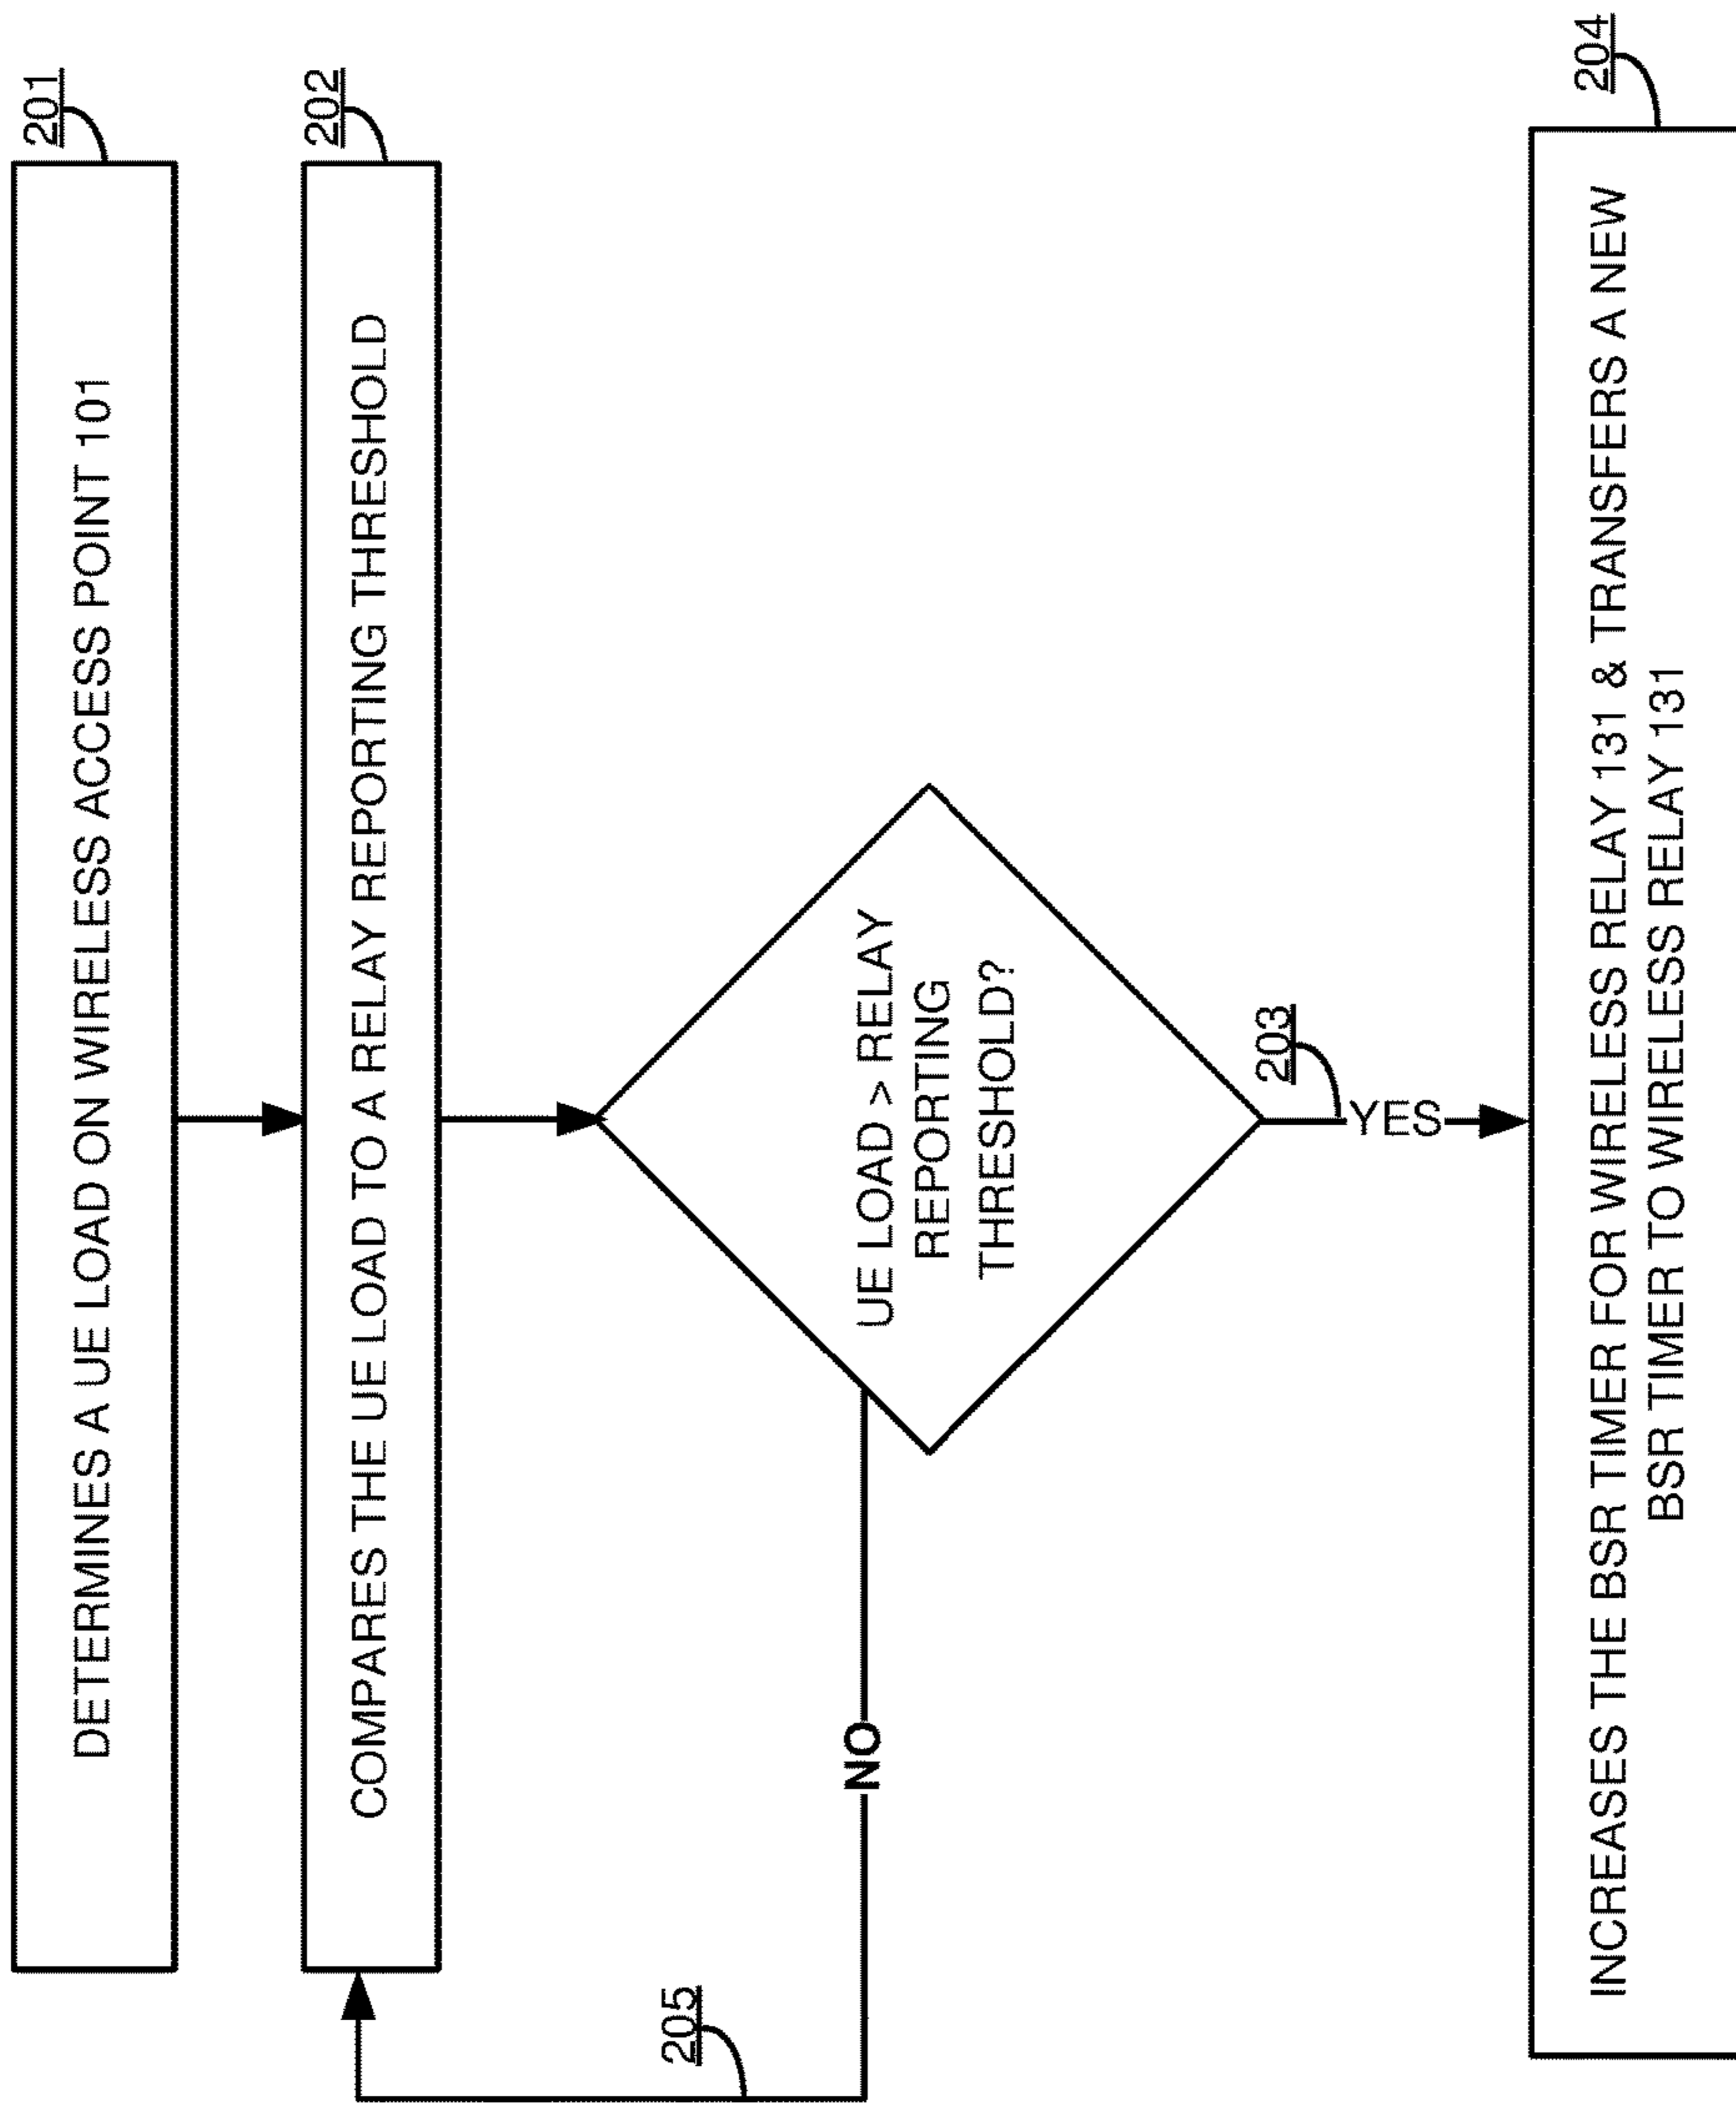 201
DETERMINES A UE LOAD ON WIRELESS ACCESS POINT 101
202
COMPARES THE UE LOAD TO A RELAY REPORTING THRESHOLD
UE LOAD > RELAY
REPORTING
THRESHOLD?
NO
205
203
YES
204
INCREASES THE BSR TIMER FOR WIRELESS RELAY 131 & TRANSFERS A NEW
BSR TIMER TO WIRELESS RELAY 131